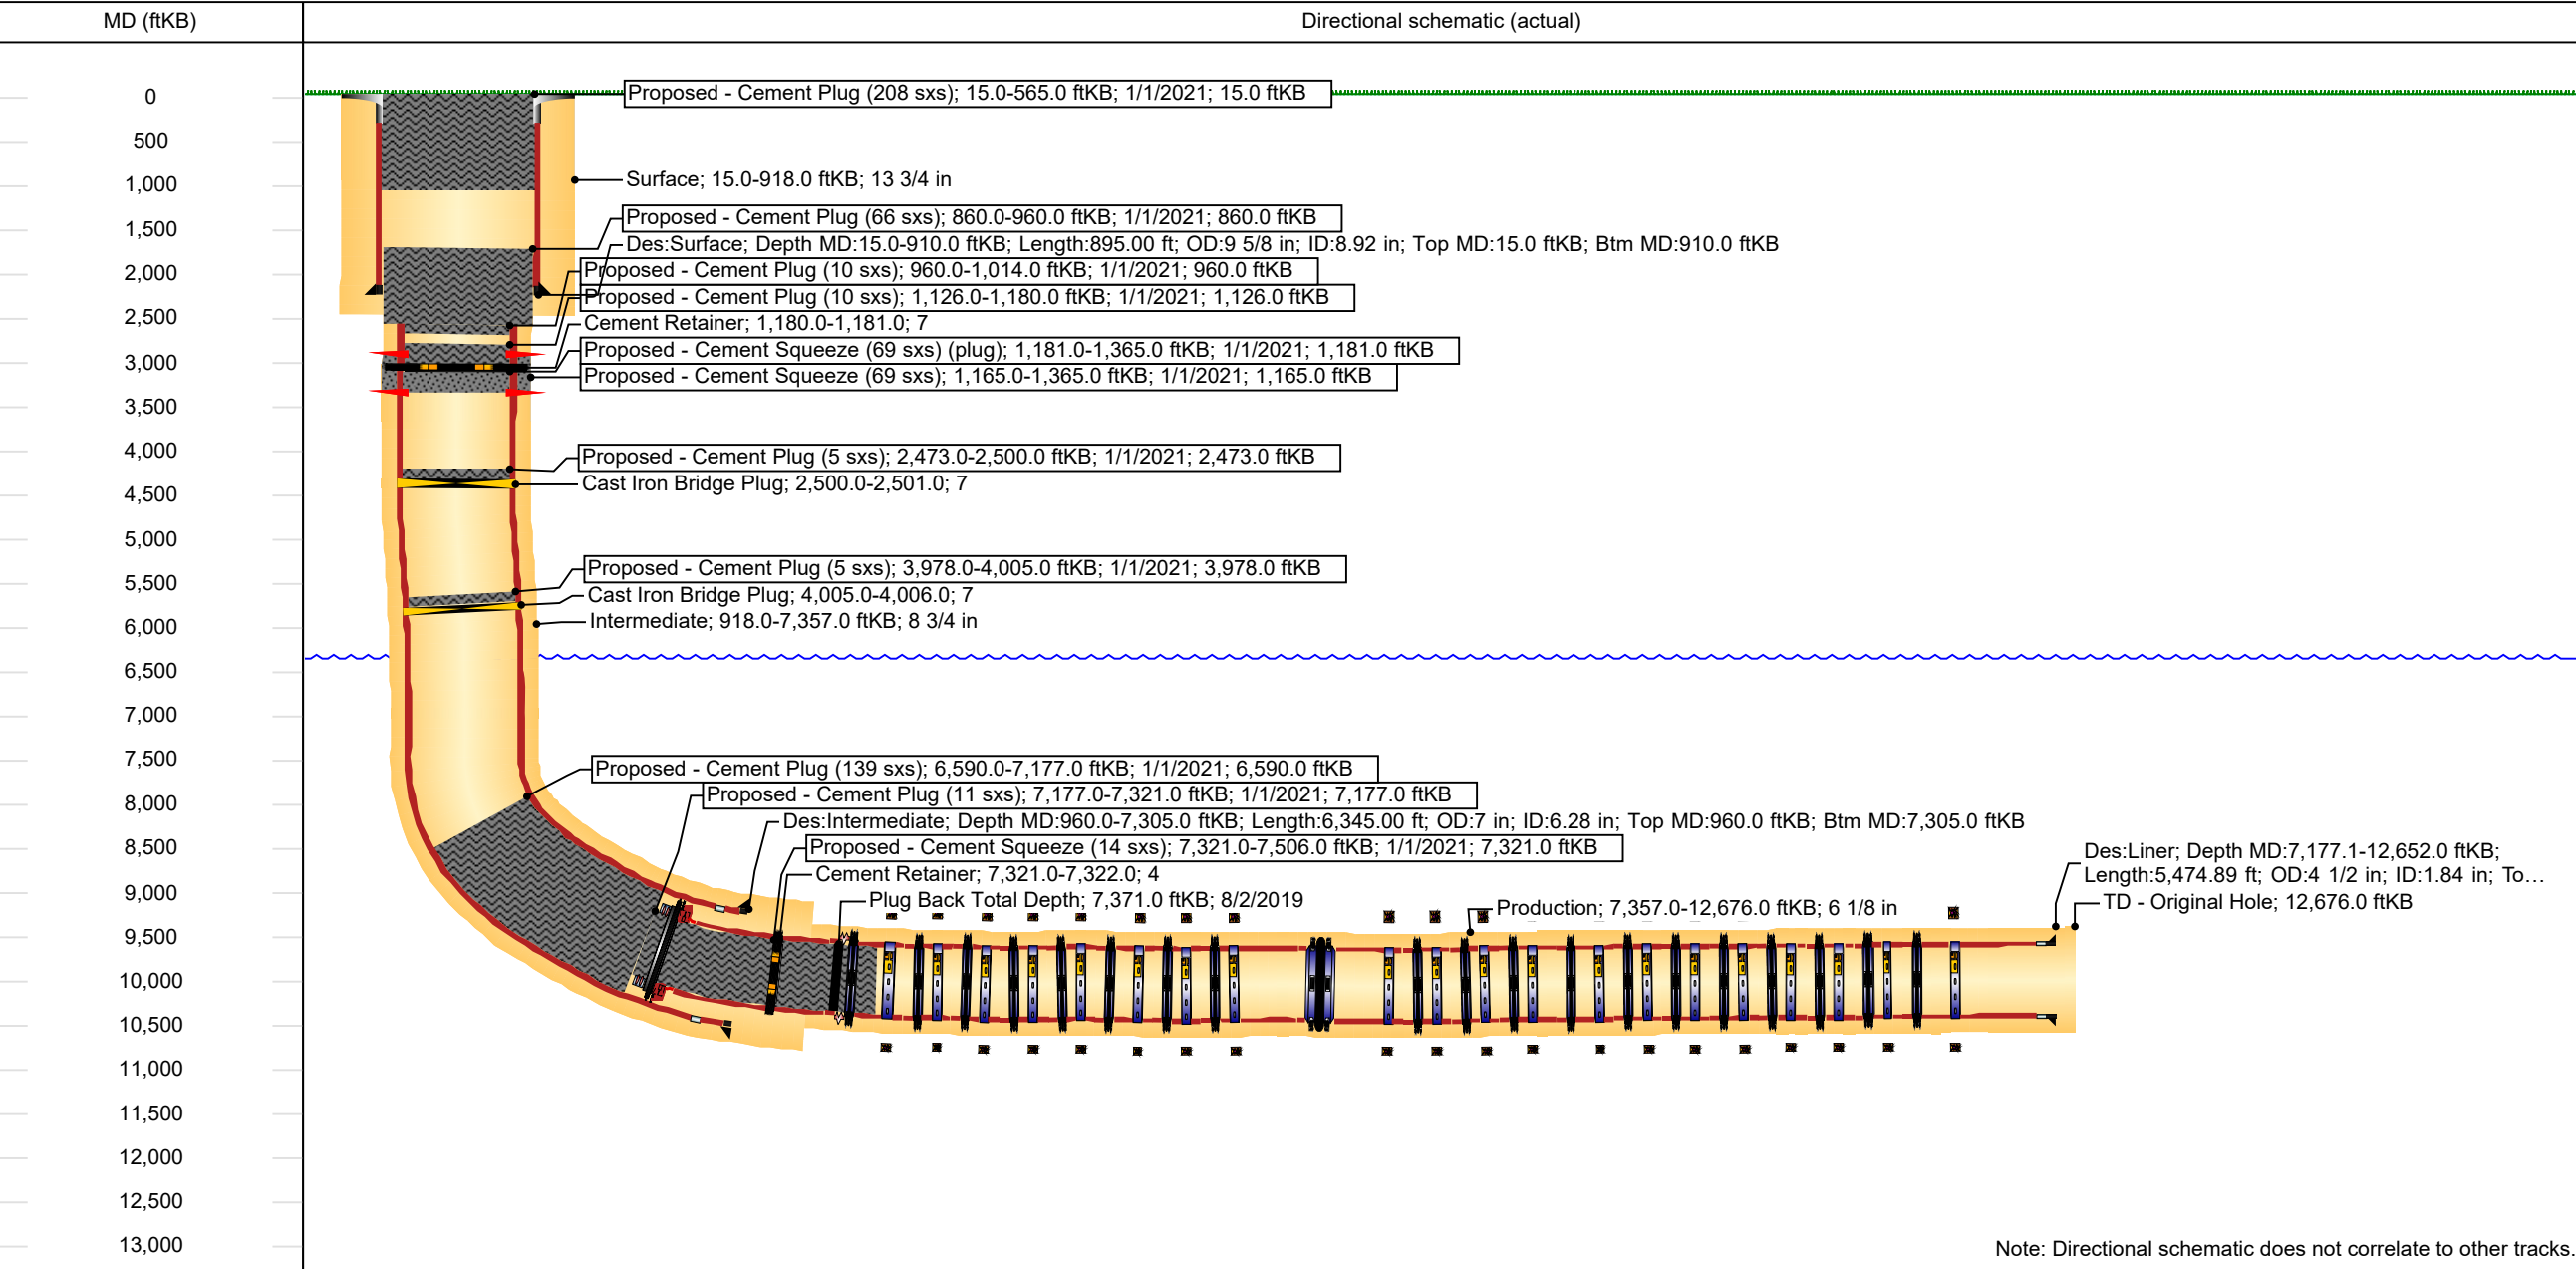 MD (ftKB)
Directional schematic (actual)
0
500
1,000
1,500
2,000
2,500
3,000
3,500
4,000
4,500
5,000
5,500
6,000
6,500
7,000
7,500
8,000
8,500
9,000
9,500
10,000
10,500
11,000
11,500
12,000
12,500
13,000
Proposed - Cement Plug (208 sxs); 15.0-565.0 ftKB; 1/1/2021; 15.0 ftKB
Surface; 15.0-918.0 ftKB; 13 3/4 in
Proposed - Cement Plug (66 sxs); 860.0-960.0 ftKB; 1/1/2021; 860.0 ftKB
Des:Surface; Depth MD:15.0-910.0 ftKB; Length:895.00 ft; OD:9 5/8 in; ID:8.92 in; Top MD:15.0 ftKB; Btm MD:910.0 ftKB
Proposed - Cement Plug (10 sxs); 960.0-1,014.0 ftKB; 1/1/2021; 960.0 ftKB
Proposed - Cement Plug (10 sxs); 1,126.0-1,180.0 ftKB; 1/1/2021; 1,126.0 ftKB
Cement Retainer; 1,180.0-1,181.0; 7
Proposed - Cement Squeeze (69 sxs) (plug); 1,181.0-1,365.0 ftKB; 1/1/2021; 1,181.0 ftKB
Proposed - Cement Squeeze (69 sxs); 1,165.0-1,365.0 ftKB; 1/1/2021; 1,165.0 ftKB
Proposed - Cement Plug (5 sxs); 2,473.0-2,500.0 ftKB; 1/1/2021; 2,473.0 ftKB
Cast Iron Bridge Plug; 2,500.0-2,501.0; 7
Proposed - Cement Plug (5 sxs); 3,978.0-4,005.0 ftKB; 1/1/2021; 3,978.0 ftKB
Cast Iron Bridge Plug; 4,005.0-4,006.0; 7
Intermediate; 918.0-7,357.0 ftKB; 8 3/4 in
Proposed - Cement Plug (139 sxs); 6,590.0-7,177.0 ftKB; 1/1/2021; 6,590.0 ftKB
Proposed - Cement Plug (11 sxs); 7,177.0-7,321.0 ftKB; 1/1/2021; 7,177.0 ftKB
Des:Intermediate; Depth MD:960.0-7,305.0 ftKB; Length:6,345.00 ft; OD:7 in; ID:6.28 in; Top MD:960.0 ftKB; Btm MD:7,305.0 ftKB
Proposed - Cement Squeeze (14 sxs); 7,321.0-7,506.0 ftKB; 1/1/2021; 7,321.0 ftKB
Cement Retainer; 7,321.0-7,322.0; 4
Plug Back Total Depth; 7,371.0 ftKB; 8/2/2019
Production; 7,357.0-12,676.0 ftKB; 6 1/8 in
Des:Liner; Depth MD:7,177.1-12,652.0 ftKB;
Length:5,474.89 ft; OD:4 1/2 in; ID:1.84 in; To...
TD - Original Hole; 12,676.0 ftKB
Note: Directional schematic does not correlate to other tracks.